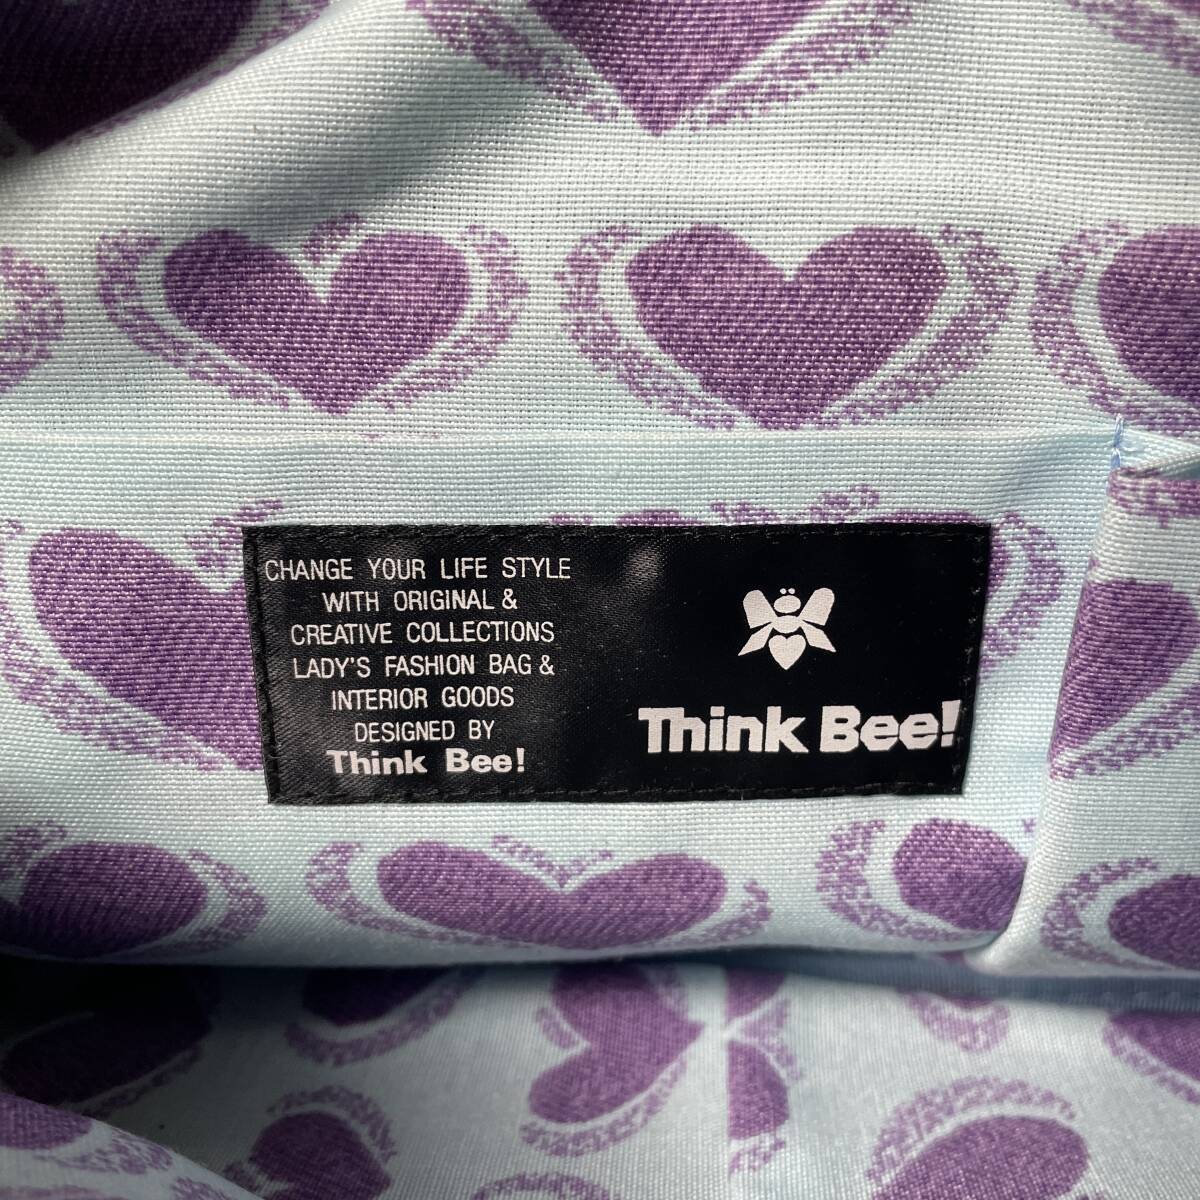 CHANGE YOUR LIFE STYLE
WITH ORIGINAL &
CREATIVE COLLECTIONS
LADY'S FASHION BAG &
INTERIOR GOODS
DESIGNED BY
Think Bee!
Think Bee!